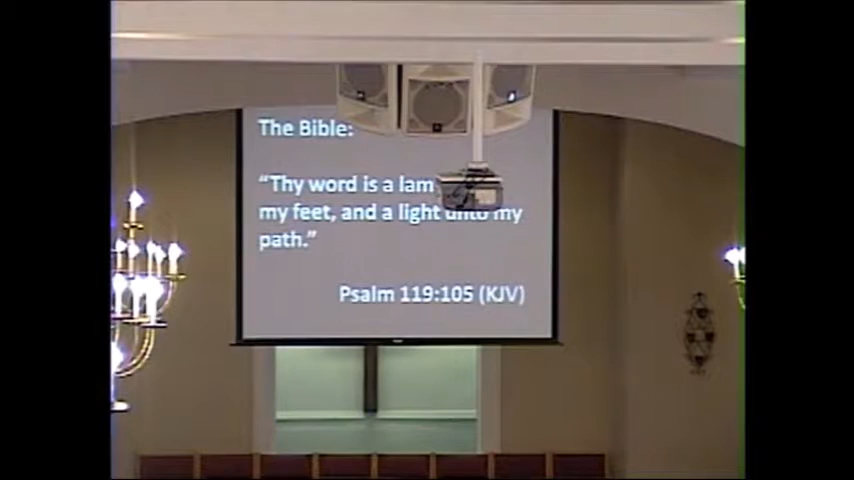 The Bible:
“Thy word is a lam
my feet, and a light unto my
path.”
Psalm 119:105 (KJV)